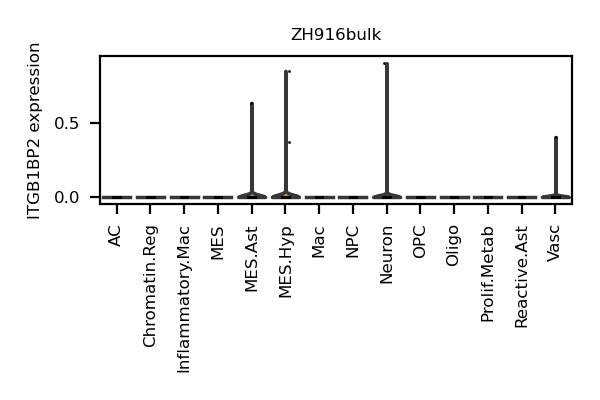 ZH916bulk
ITGB1BP2 expression
0.5
0.0
AC
Chromatin.Reg
Inflammatory.Mac
MES
MES.Ast
MES.Hyp
Mac
NPC
Neuron
OPC
Oligo
Prolif.Metab
Reactive.Ast
Vasc